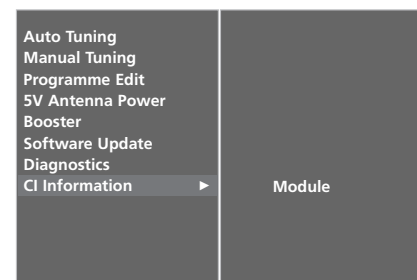 Auto Tuning
Manual Tuning
Programme Edit
5V Antenna Power
Booster
Software Update
Diagnostics
CI Information ► Module